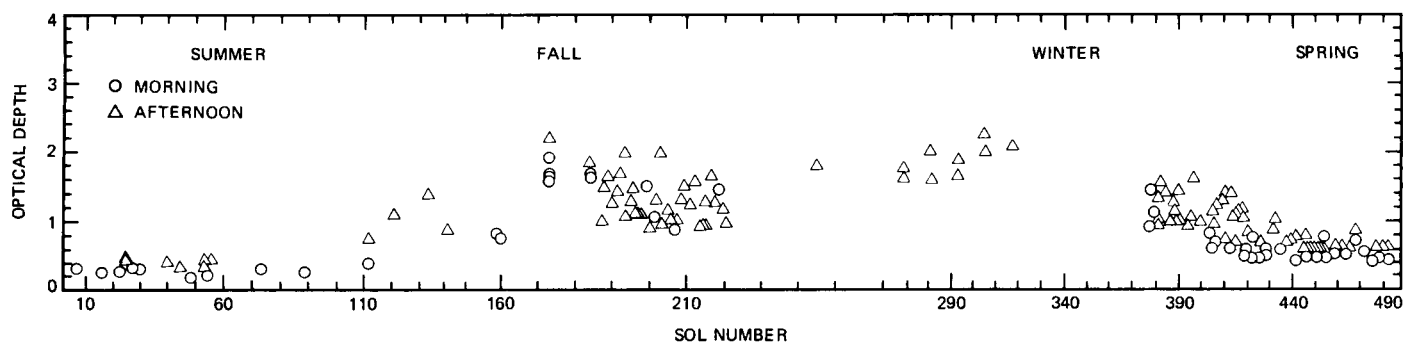 4
3
2
1
0
OPTICAL DEPTH
SUMMER FALL WINTER SPRING
MORNING
AFTERNOON
10 60 110 160 210 290 340 390 440 490
SOL NUMBER